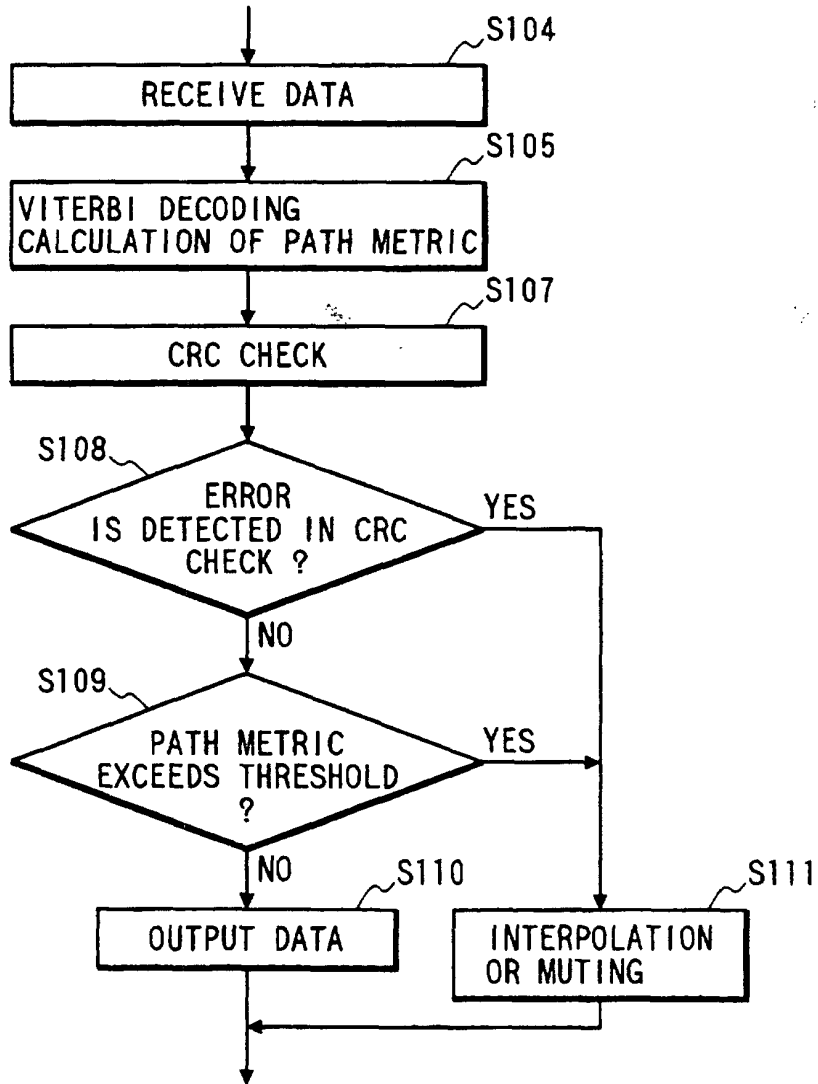 S104
RECEIVE DATA
S105
VITERBI DECODING
CALCULATION OF PATH METRIC
S107
CRC CHECK
S108
ERROR
IS DETECTED IN CRC
CHECK ?
YES
NO
S109
PATH METRIC
EXCEEDS THRESHOLD
?
YES
NO
S110
OUTPUT DATA
S111
INTERPOLATION
OR MUTING